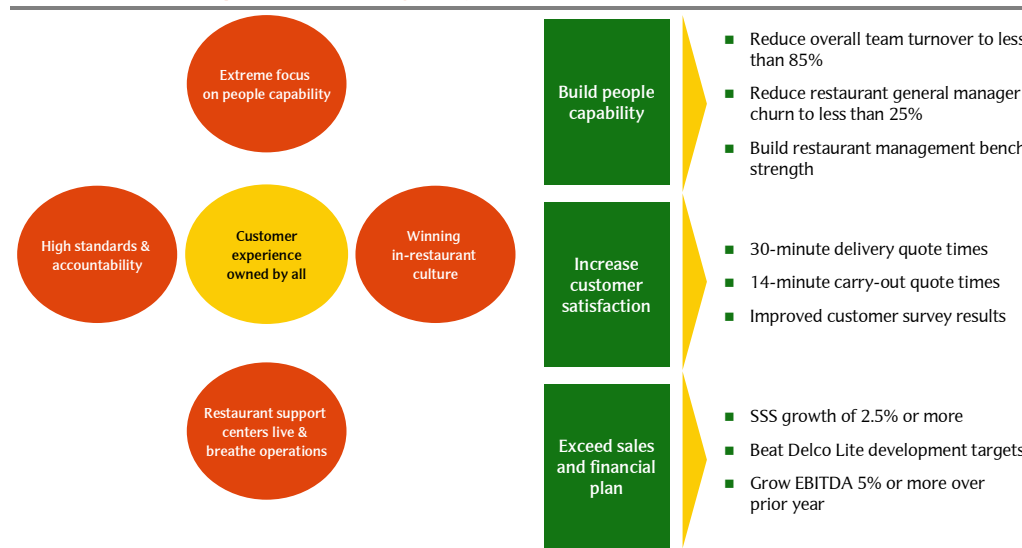 Extreme focus
on people capability
High standards &
accountability
Customer
experience
owned by all
Winning
in-restaurant
culture
Restaurant support
centers live &
breathe operations
Build people
capability
Reduce overall team turnover to less
than 85%
Reduce restaurant general manager
churn to less than 25%
Build restaurant management bench
strength
Increase
customer
satisfaction
30-minute delivery quote times
14-minute carry-out quote times
Improved customer survey results
Exceed sales
and financial
plan
SSS growth of 2.5% or more
Beat Delco Lite development targets
Grow EBITDA 5% or more over
prior year